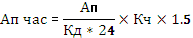 Ап час = Ап / Кд * 24 × Кч × 1.5